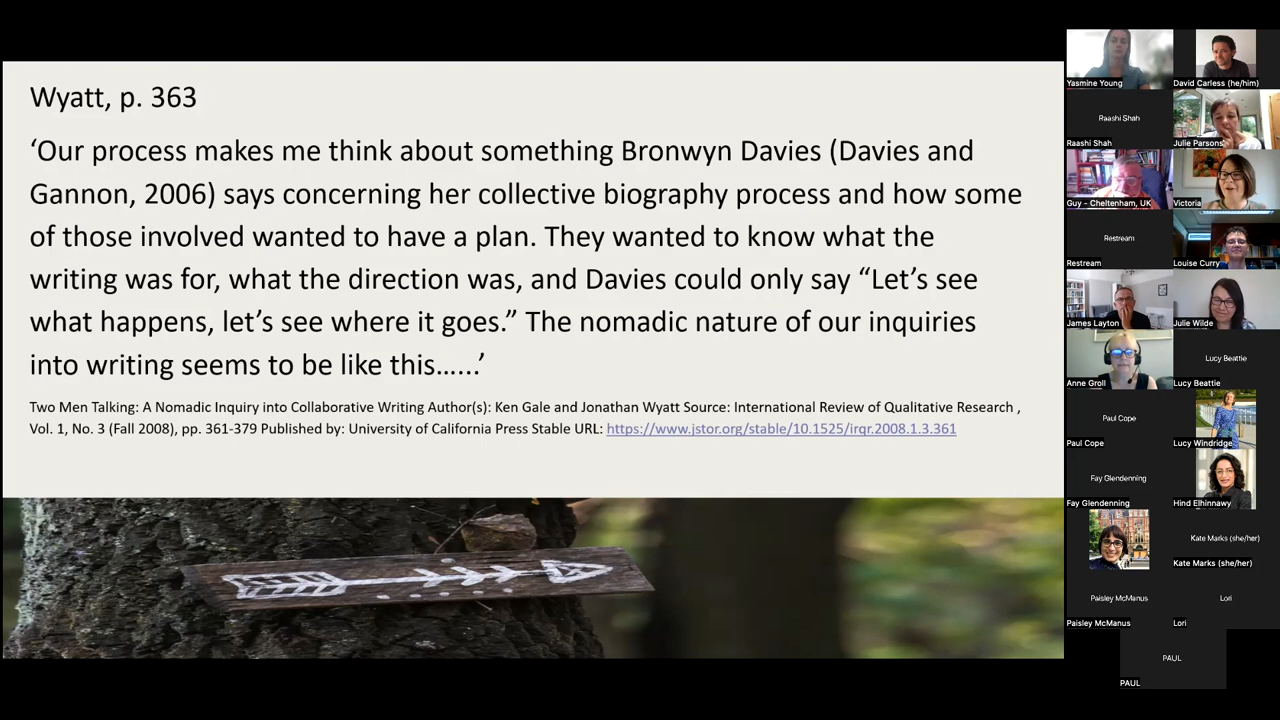 Wyatt, p. 363
‘Our process makes me think about something Bronwyn Davies (Davies and
Gannon, 2006) says concerning her collective biography process and how some
of those involved wanted to have a plan. They wanted to know what the
writing was for, what the direction was, and Davies could only say “Let’s see
what happens, let’s see where it goes.” The nomadic nature of our inquiries
into writing seems to be like this…...’
Two Men Talking: A Nomadic Inquiry into Collaborative Writing Author(s): Ken Gale and Jonathan Wyatt Source: International Review of Qualitative Research ,
Vol. 1, No. 3 (Fall 2008), pp. 361-379 Published by: University of California Press Stable URL: https://www.jstor.org/stable/10.1525/irqr.2008.1.3.361
Yasmine Young
David Carless (he/him)
Raashi Shah
Raashi Shah
Julie Parsons
Guy - Cheltenham, UK
Victoria
Restream
Restream
Louise Curry
James Layton
Julie Wilde
Lucy Beattie
Anne Groll
Lucy Beattie
Paul Cope
Paul Cope
Lucy Windridge
Fay Glendenning
Fay Glendenning
Hind Elhinnawy
Kate Marks (she/her)
Kate Marks (she/her)
Paisley McManus
Lori
Paisley McManus
Lori
PAUL
PAUL